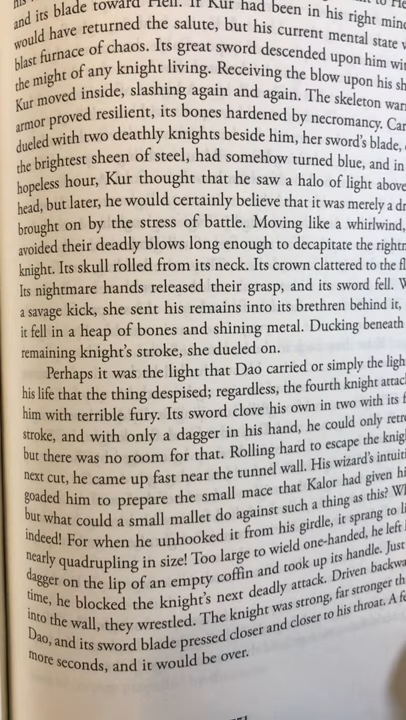 and its blade toward Hell. If Kur had been in his right mind
would have returned the salute, but his current mental state
blast furnace of chaos. Its great sword descended upon him
the might of any knight living. Receiving the blow upon his
Kur moved inside, slashing again and again. The skeleton
armor proved resilient, its bones hardened by necromancy.
dueled with two deathly knights beside him, her sword's blade,
the brightest sheen of steel, had somehow turned blue, and in
hopeless hour, Kur thought that he saw a halo of light above
head, but later, he would certainly believe that it was merely a
brought on by the stress of battle. Moving like a whirlwind,
avoided their deadly blows long enough to decapitate the
knight. Its skull rolled from its neck. Its crown clattered to the
Its nightmare hands released their grasp, and its sword fell.
a savage kick, she sent his remains into its brethren behind it,
it fell in a heap of bones and shining metal. Ducking beneath
remaining knight's stroke, she dueled on.
Perhaps it was the light that Dao carried or simply the
his life that the thing despised; regardless, the fourth knight
him with terrible fury. Its sword clove his own in two with its
stroke, and with only a dagger in his hand, he could only
but there was no room for that. Rolling hard to escape the
next cut, he came up fast near the tunnel wall. His wizard's
goaded him to prepare the small mace that Kalor had given
but what could a small mallet do against such a thing as this?
indeed! For when he unhooked it from his girdle, it sprang to
nearly quadrupling in size! Too large to wield one-handed, he left
dagger on the lip of an empty coffin and took up its handle. Just
time, he blocked the knight's next deadly attack. Driven
into the wall, they wrestled. The knight was strong, far stronger
Dao, and its sword blade pressed closer and closer to his throat. A
more seconds, and it would be over.